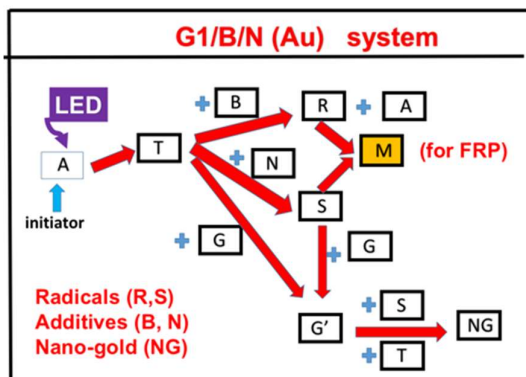 G1/B/N (Au) system
LED
A
initiator
T
+ B
R + A
+ N
M (for FRP)
S
+ G
+ G
G'
+ S
+ T
NG
Radicals (R,S)
Additives (B, N)
Nano-gold (NG)